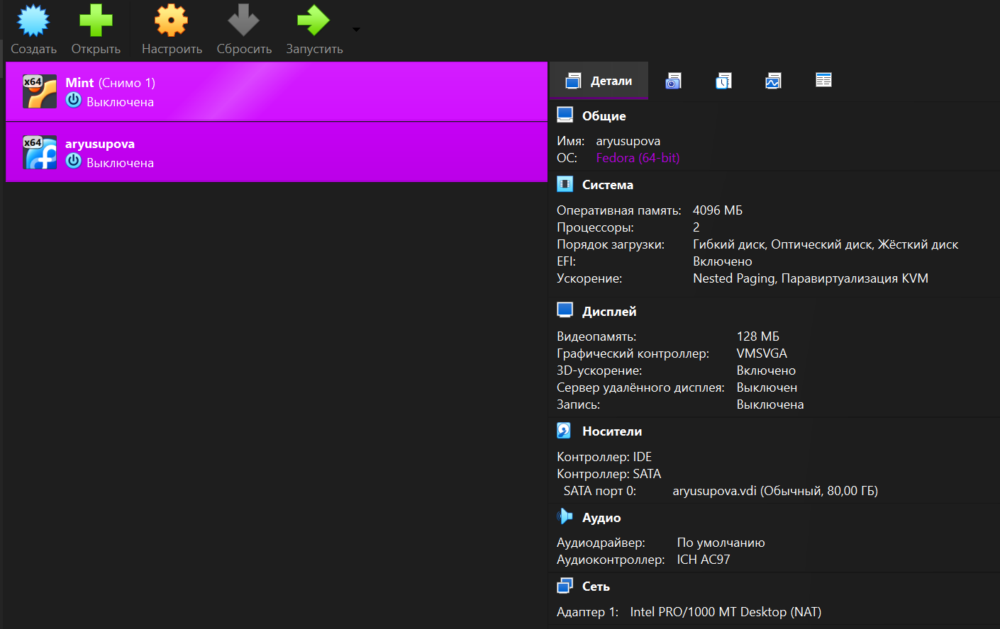 Создать Открыть Настроить Сбросить Запустить
x64
Mint (Снимо 1)
Выключена
x64
aryusupova
Выключена
Детали
Общие
Имя: aryusupova
ОС: Fedora (64-bit)
Система
Оперативная память: 4096 МБ
Процессоры: 2
Порядок загрузки: Гибкий диск, Оптический диск, Жёсткий диск
EFI: Включено
Ускорение: Nested Paging, Паравиртуализация KVM
Дисплей
Видеопамять: 128 МБ
Графический контроллер: VMSVGA
3D-ускорение: Включено
Сервер удалённого дисплея: Выключен
Запись: Выключена
Носители
Контроллер: IDE
Контроллер: SATA
SATA порт 0: aryusupova.vdi (Обычный, 80,00 ГБ)
Аудио
Аудиодрайвер: По умолчанию
Аудиоконтроллер: ICH AC97
Сеть
Адаптер 1: Intel PRO/1000 MT Desktop (NAT)